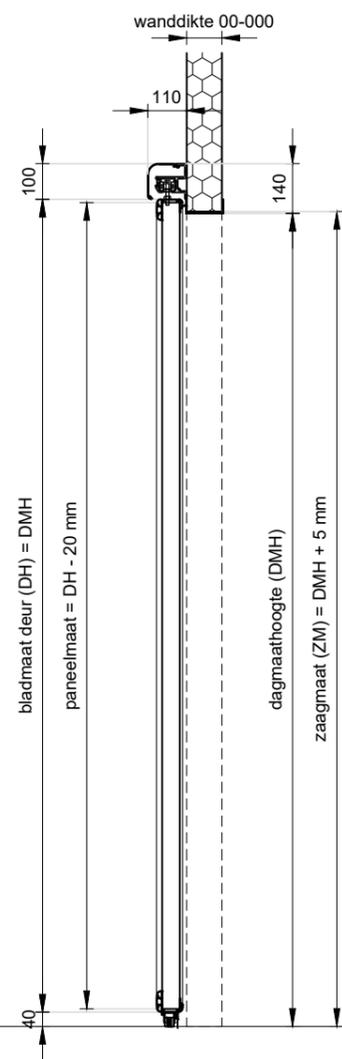 wanddikte 00-000
110
100
140
bladmaat deur (DH) = DMH
paneelmaat = DH - 20 mm
dagmaathoogte (DMH)
zaagmaat (ZM) = DMH + 5 mm
40